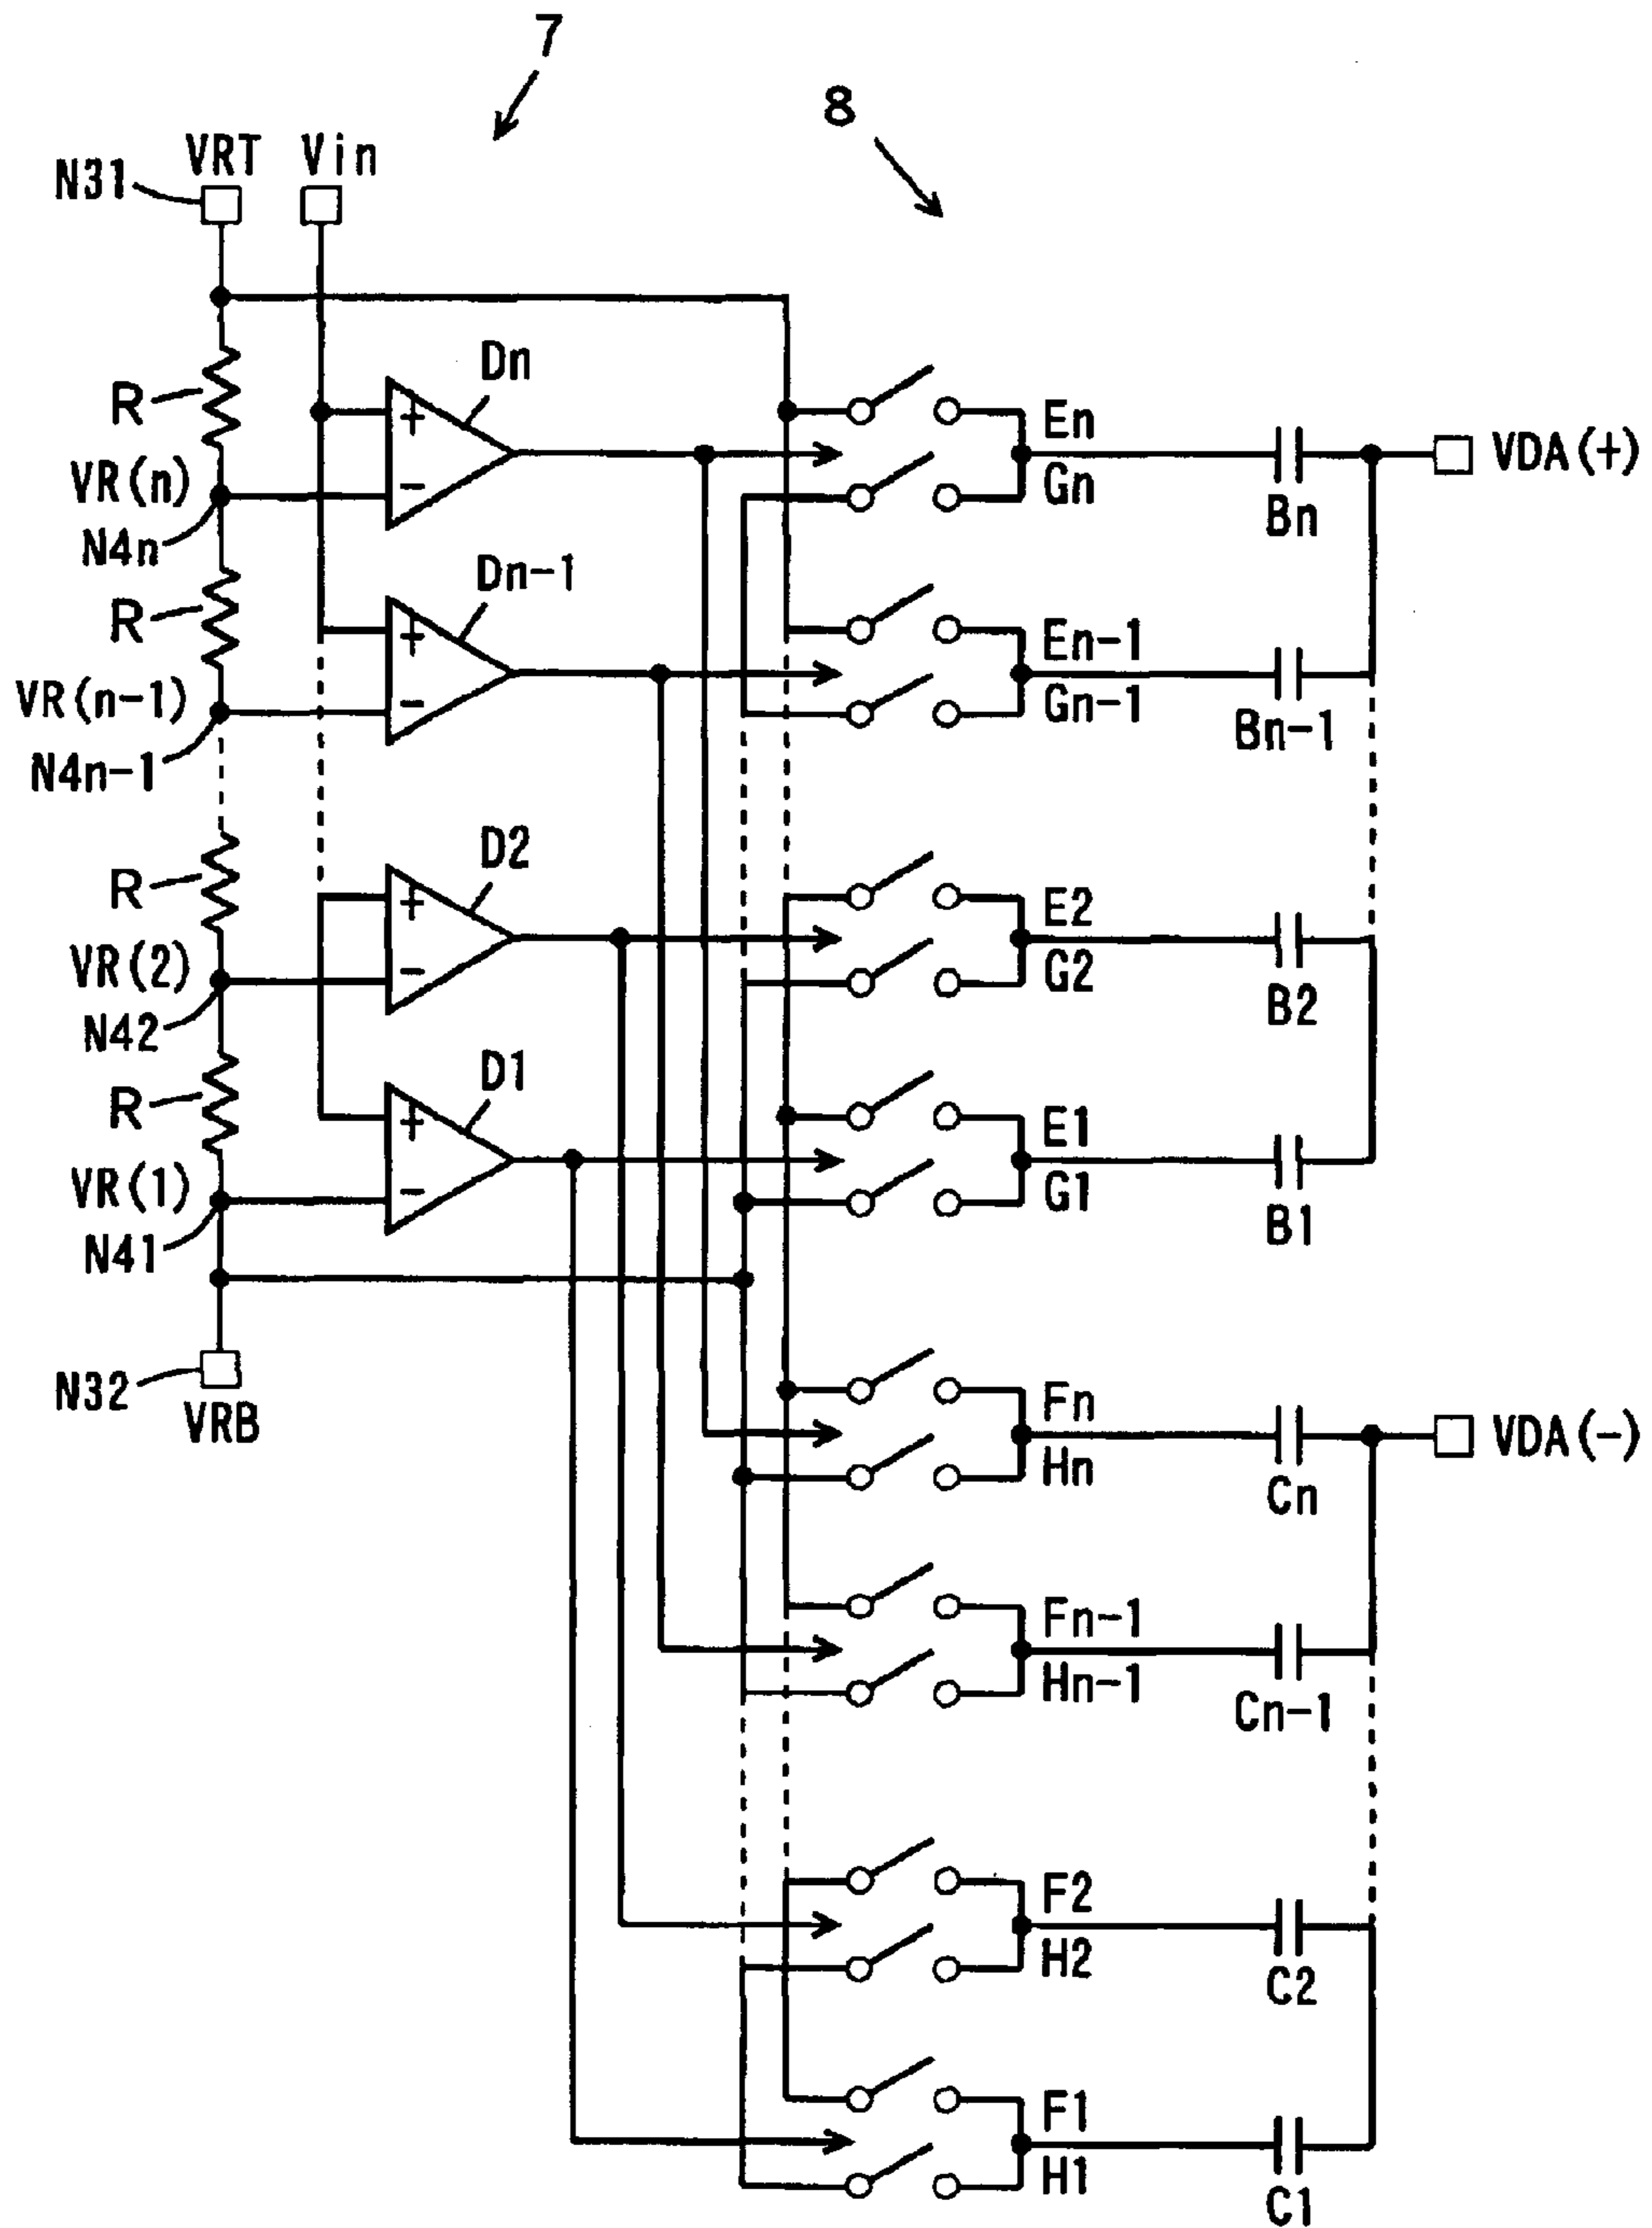 7
8
VRT Vin
N31
Dn
R
En
VDA(+)
VR(n)
Gn
Bn
N4n
Dn-1
R
En-1
VR(n-1)
Gn-1
Bn-1
N4n-1
D2
R
E2
VR(2)
G2
B2
N42
D1
R
E1
VR(1)
G1
B1
N41
N32
VRB
Fn
VDA(-)
Hn
Cn
Fn-1
Hn-1
Cn-1
F2
H2
C2
F1
H1
C1
+
-
+
-
+
-
+
-